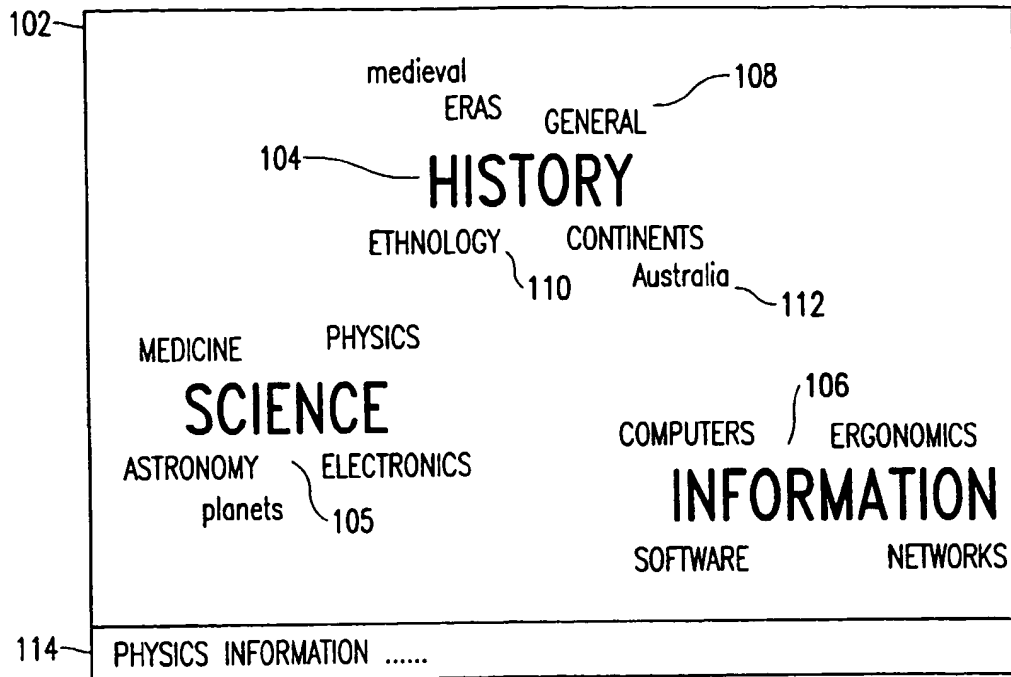 102
medieval
ERAS
GENERAL
108
104
HISTORY
ETHNOLOGY
CONTINENTS
110
Australia
112
MEDICINE
PHYSICS
SCIENCE
ASTRONOMY
ELECTRONICS
planets
105
106
COMPUTERS
ERGONOMICS
INFORMATION
SOFTWARE
NETWORKS
114
PHYSICS INFORMATION ......